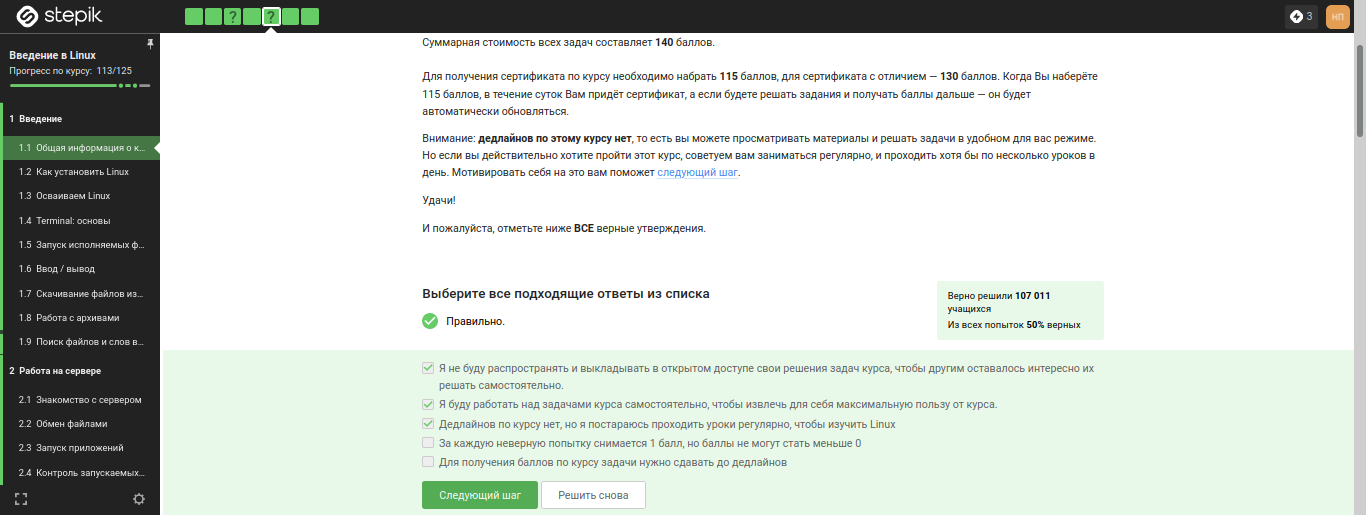 stepik
?
?
3
НП
Введение в Linux
Прогресс по курсу: 113/125
1 Введение
1.1 Общая информация о к...
1.2 Как установить Linux
1.3 Осваиваем Linux
1.4 Terminal: основы
1.5 Запуск исполняемых ф...
1.6 Ввод / вывод
1.7 Скачивание файлов из...
1.8 Работа с архивами
1.9 Поиск файлов и слов в...
2 Работа на сервере
2.1 Знакомство с сервером
2.2 Обмен файлами
2.3 Запуск приложений
2.4 Контроль запускаемых...
Суммарная стоимость всех задач составляет 140 баллов.
Для получения сертификата по курсу необходимо набрать 115 баллов, для сертификата с отличием — 130 баллов. Когда Вы наберёте
115 баллов, в течение суток Вам придёт сертификат, а если будете решать задания и получать баллы дальше — он будет
автоматически обновляться.
Внимание: дедлайнов по этому курсу нет, то есть вы можете просматривать материалы и решать задачи в удобном для вас режиме.
Но если вы действительно хотите пройти этот курс, советуем вам заниматься регулярно, и проходить хотя бы по несколько уроков в
день. Мотивировать себя на это вам поможет следующий шаг.
Удачи!
И пожалуйста, отметьте ниже ВСЕ верные утверждения.
Выберите все подходящие ответы из списка
Правильно.
Верно решили 107 011
учащихся
Из всех попыток 50% верных
Я не буду распространять и выкладывать в открытом доступе свои решения задач курса, чтобы другим оставалось интересно их
решать самостоятельно.
Я буду работать над задачами курса самостоятельно, чтобы извлечь для себя максимальную пользу от курса.
Дедлайнов по курсу нет, но я постараюсь проходить уроки регулярно, чтобы изучить Linux
За каждую неверную попытку снимается 1 балл, но баллы не могут стать меньше 0
Для получения баллов по курсу задачи нужно сдавать до дедлайнов
Следующий шаг
Решить снова